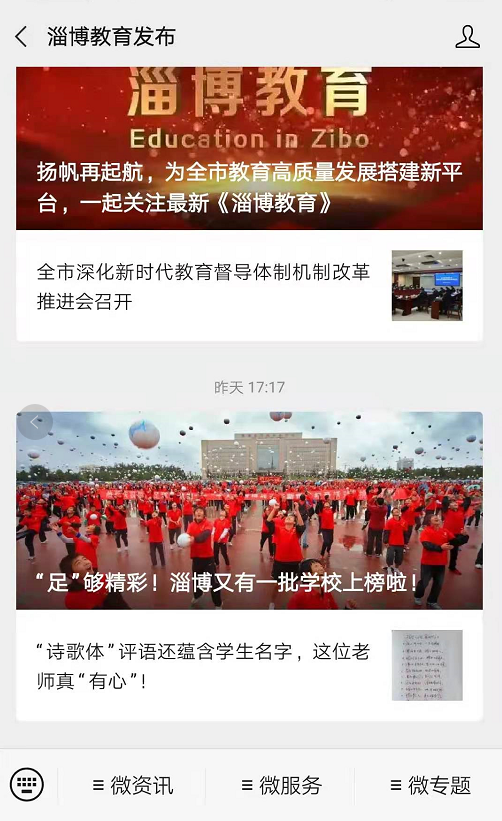 淄博教育发布
淄博教育
Education in Zibo
扬帆再起航，为全市教育高质量发展搭建新平
台，一起关注最新《淄博教育》
全市深化新时代教育督导体制机制改革
推进会召开
昨天 17:17
“足”够精彩！淄博又有一批学校上榜啦！
“诗歌体”评语还蕴含学生名字，这位老
师真“有心”！
≡ 微资讯
≡ 微服务
≡ 微专题